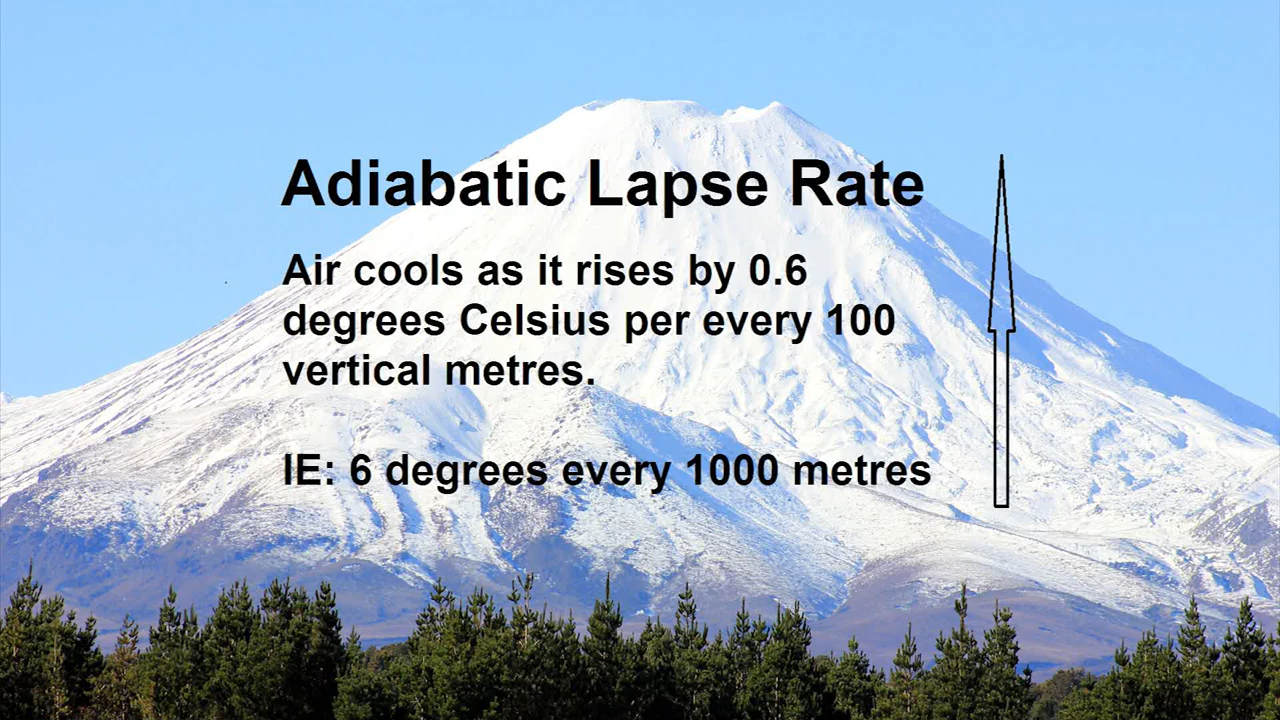 Adiabatic Lapse Rate
Air cools as it rises by 0.6
degrees Celsius per every 100
vertical metres.
IE: 6 degrees every 1000 metres